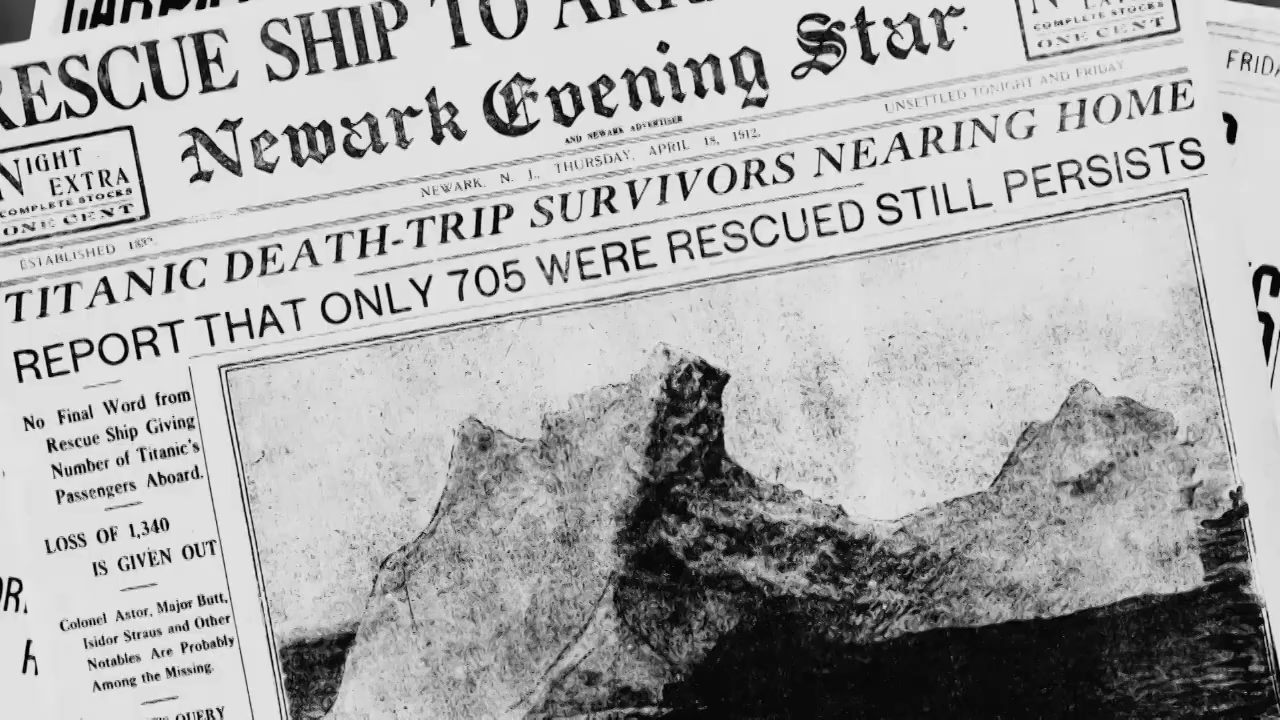 RESCUE SHIP TO
Newark Evening Star
COMPLETE STOCKS
ONE CENT
NIGHT
EXTRA
COMPLETE STOCKS
ONE CENT
AND NEWARK ADVERTISER
ESTABLISHED
NEWARK, N. J., THURSDAY, APRIL 18, 1912.
UNSETTLED TONIGHT AND FRIDAY
TITANIC DEATH-TRIP SURVIVORS NEARING HOME
REPORT THAT ONLY 705 WERE RESCUED STILL PERSISTS
No Final Word from
Rescue Ship Giving
Number of Titanic's
Passengers Aboard.
LOSS OF 1,340
IS GIVEN OUT
Colonel Astor, Major Butt,
Isidor Straus and Other
Notables Are Probably
Among the Missing.
QUERY